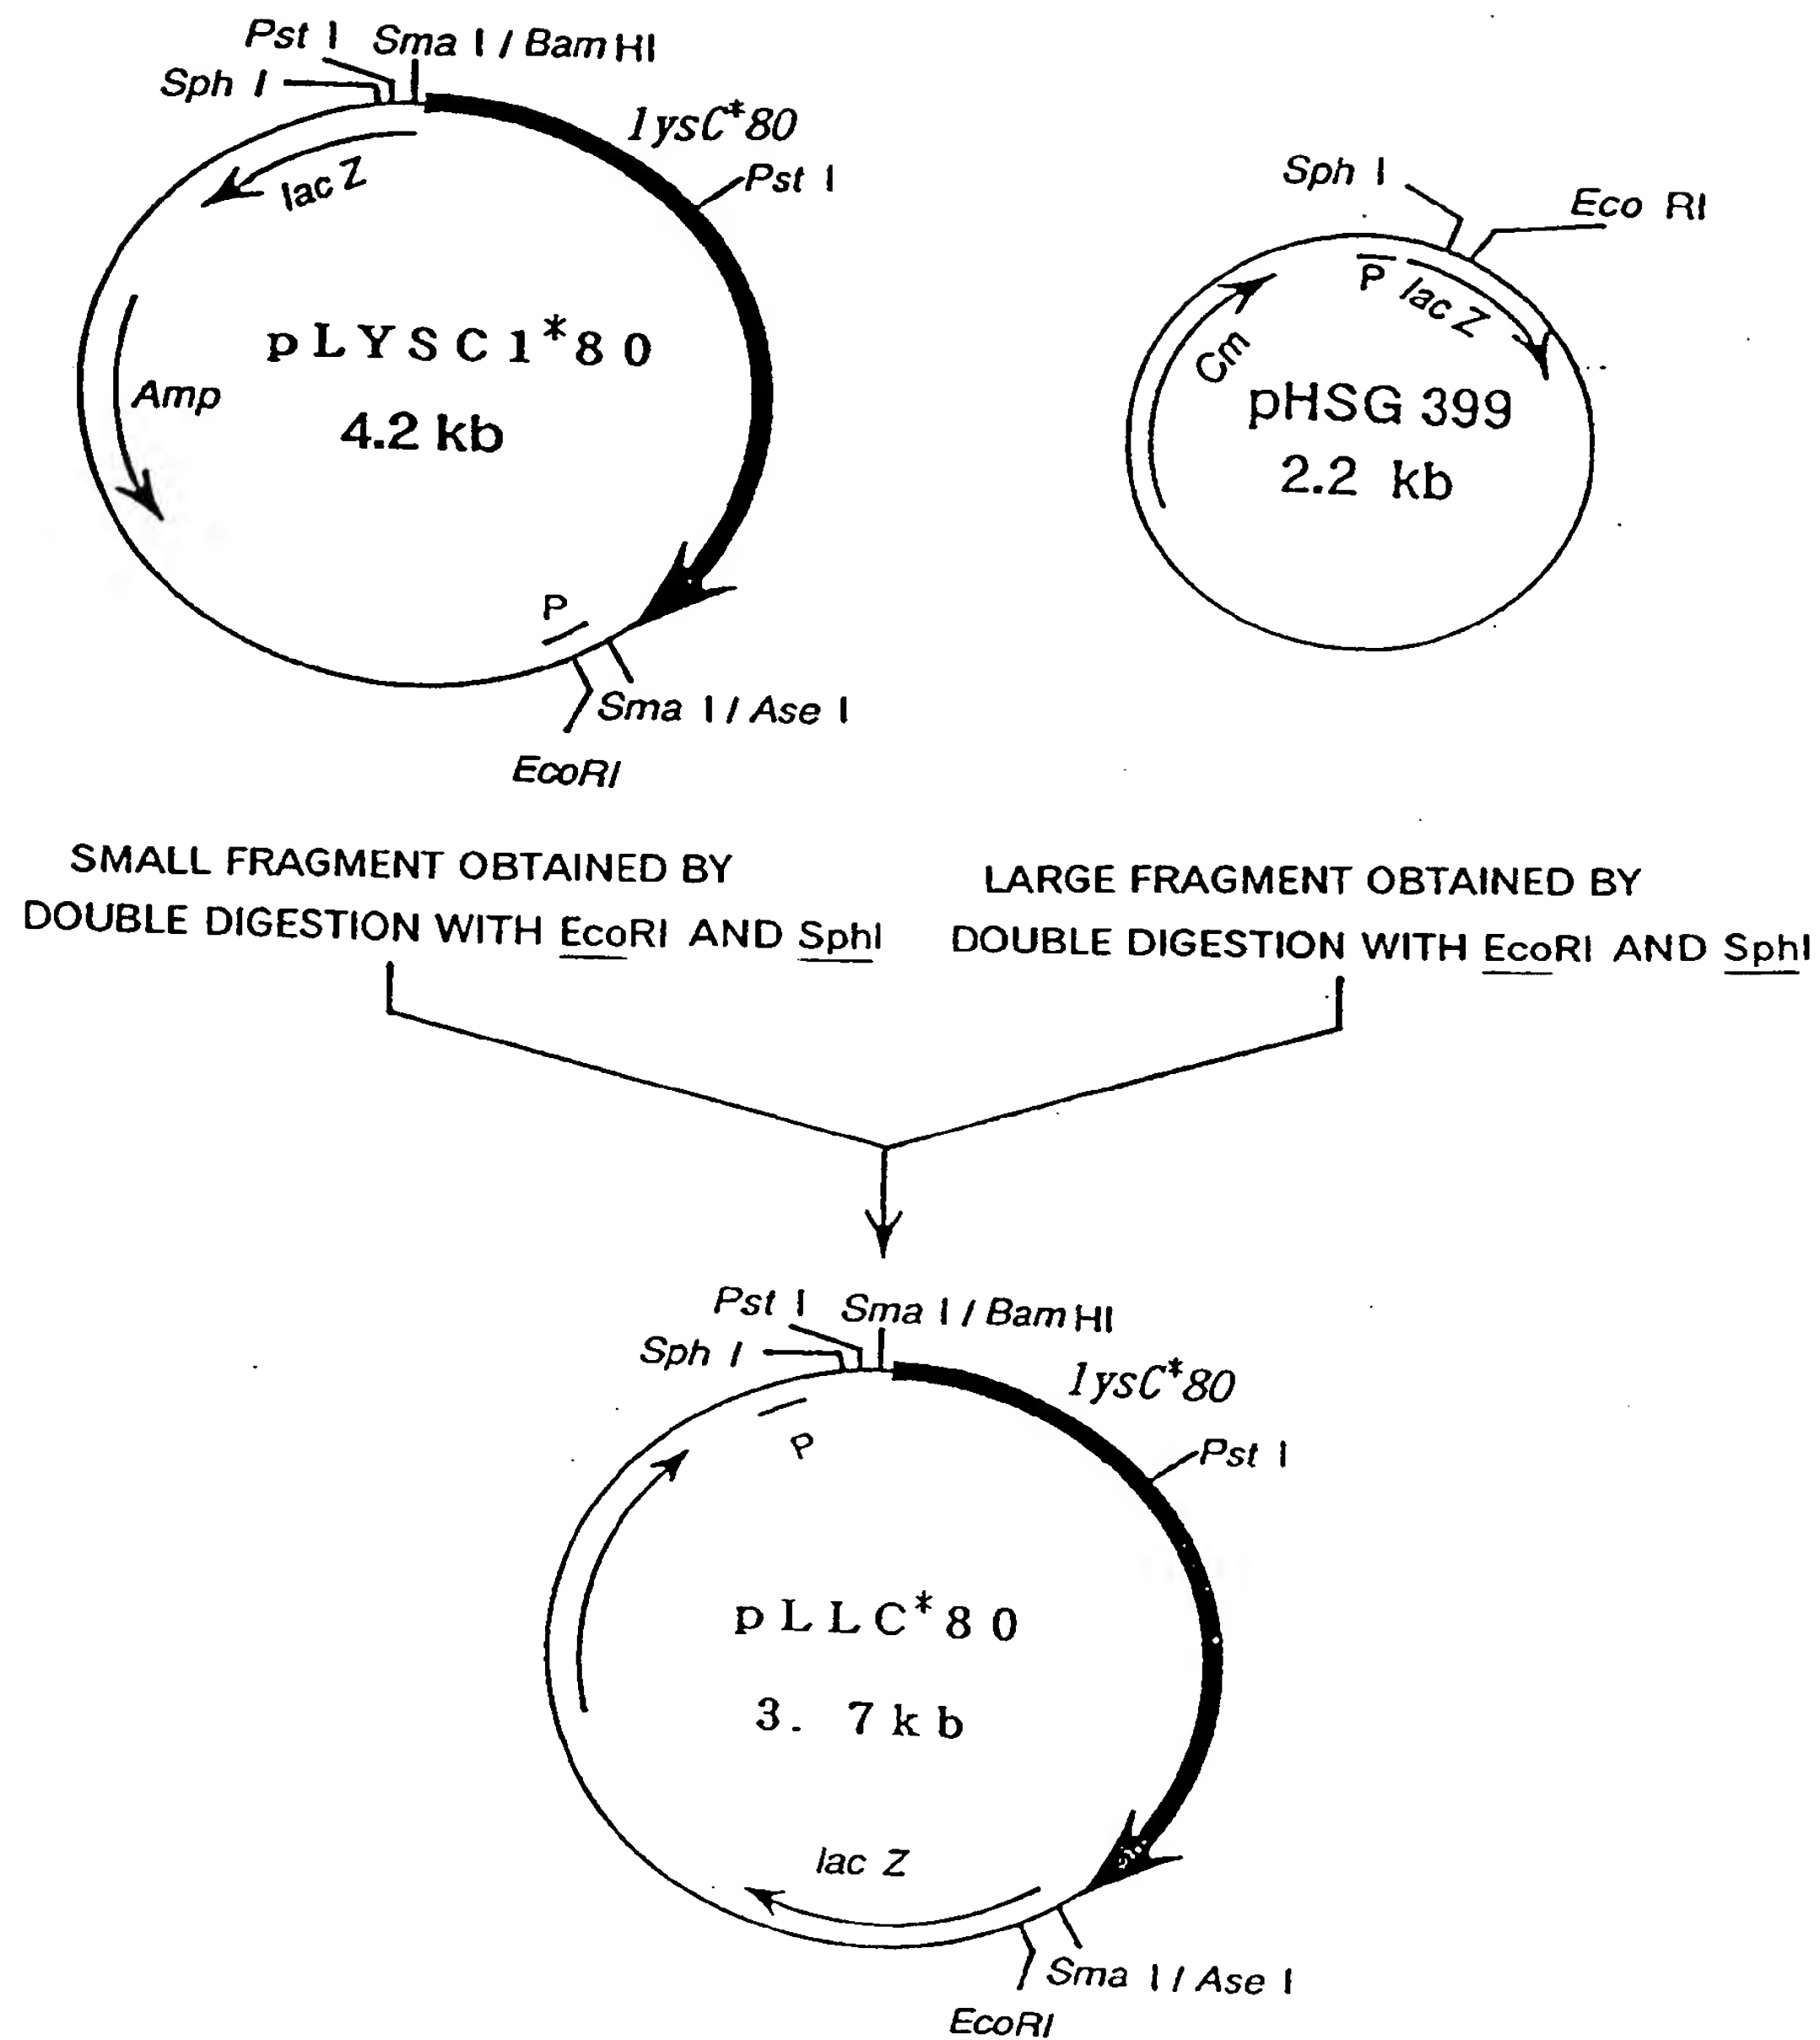 Pst I Sma I / Bam HI
Sph I
lysC*80
Pst I
lac Z
Amp
pLYSC1*80
4.2 kb
P
Sma I / Ase I
EcoRI
Sph I
Eco RI
P lac Z
Cm
pHSG 399
2.2 kb
SMALL FRAGMENT OBTAINED BY
DOUBLE DIGESTION WITH EcoRI AND SphI
LARGE FRAGMENT OBTAINED BY
DOUBLE DIGESTION WITH EcoRI AND SphI
Pst I Sma I / Bam HI
Sph I
lysC*80
P
Pst I
pLLC*80
3. 7kb
lac Z
Sma I / Ase I
EcoRI